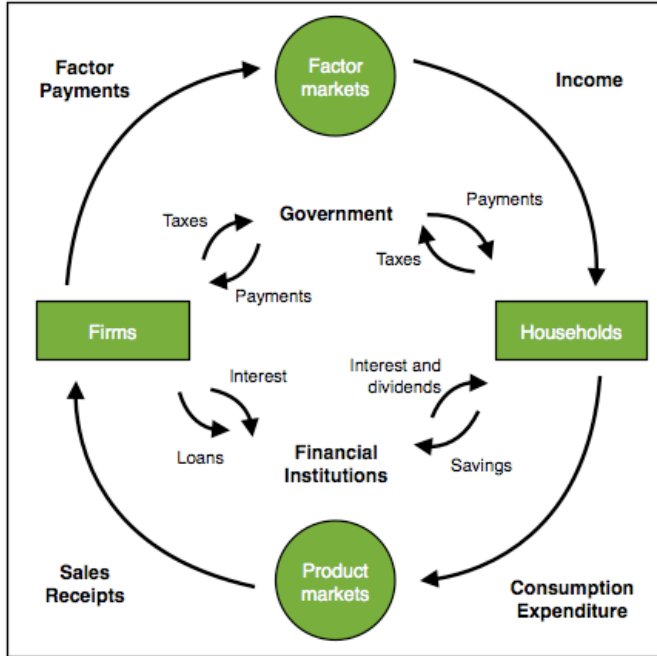 Factor
Payments
Factor
markets
Income
Taxes
Government
Payments
Taxes
Payments
Firms
Households
Interest
Interest and
dividends
Loans
Financial
Institutions
Savings
Sales
Receipts
Product
markets
Consumption
Expenditure